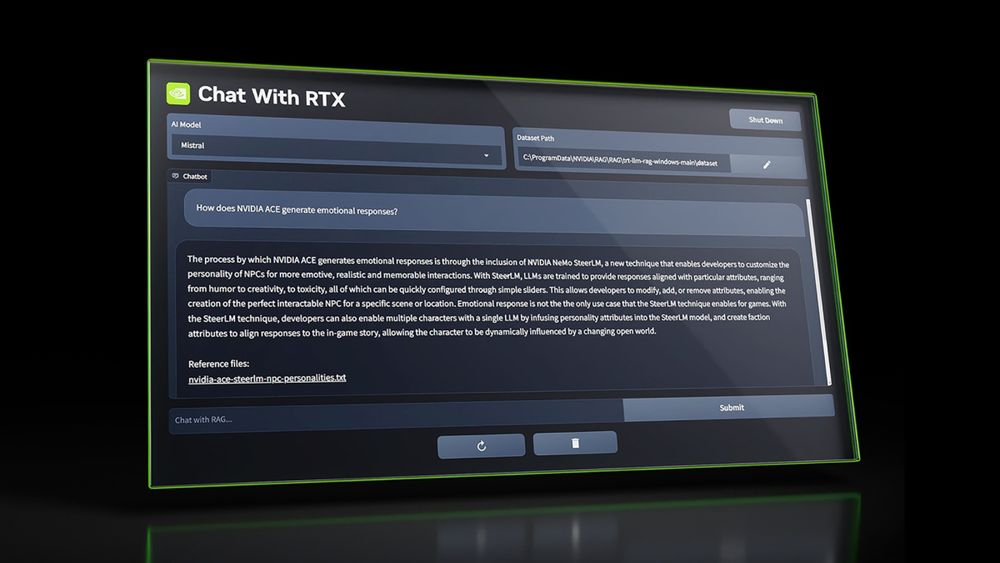 Chat With RTX
Shut Down
AI Model
Mistral
Dataset Path
C:\ProgramData\NVIDIA\RAG\RAG\trt-llm-rag-windows-main\dataset
Chatbot
How does NVIDIA ACE generate emotional responses?
The process by which NVIDIA ACE generates emotional responses is through the inclusion of NVIDIA NeMo SteerLM, a new technique that enables developers to customize the
personality of NPCs for more emotive, realistic and memorable interactions. With SteerLM, LLMs are trained to provide responses aligned with particular attributes, ranging
from humor to creativity, to toxicity, all of which can be quickly configured through simple sliders. This allows developers to modify, add, or remove attributes, enabling the
creation of the perfect interactable NPC for a specific scene or location. Emotional response is not the the only use case that the SteerLM technique enables for games. With
the SteerLM technique, developers can also enable multiple characters with a single LLM by infusing personality attributes into the SteerLM model, and create faction
attributes to align responses to the in-game story, allowing the character to be dynamically influenced by a changing open world.
Reference files:
nvidia-ace-steerlm-npc-personalities.txt
Chat with RAG...
Submit